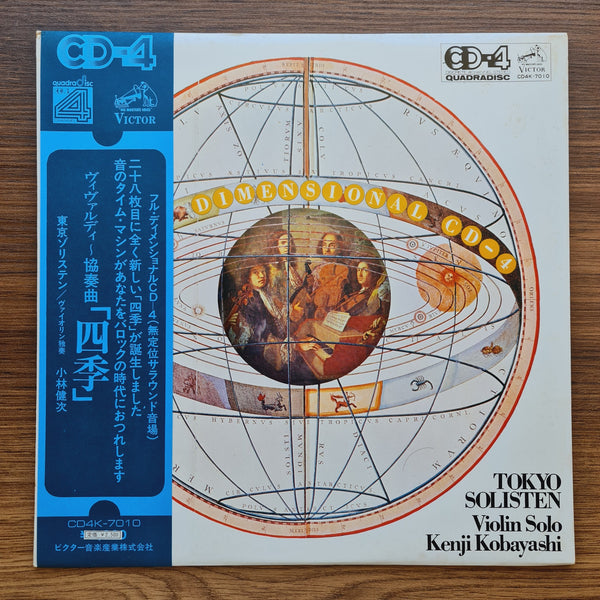 CD-4
quadradisc
4
VICTOR
フル・ディメンショナルCD-4（無定位サラウンド音場）
二十八枚目に全く新しい「四季」が誕生しました
音のタイム・マシンがあなたをバロックの時代におつれします
ヴィヴァルディ〜協奏曲「四季」
東京ソリステン／ヴァイオリン独奏 小林健次
CD4K-7010
定価 ¥2,500
ビクター音楽産業株式会社
CD-4
QUADRADISC
VICTOR
CD4K-7010
DIMENSIONAL CD-4
TOKYO
SOLISTEN
Violin Solo
Kenji Kobayashi